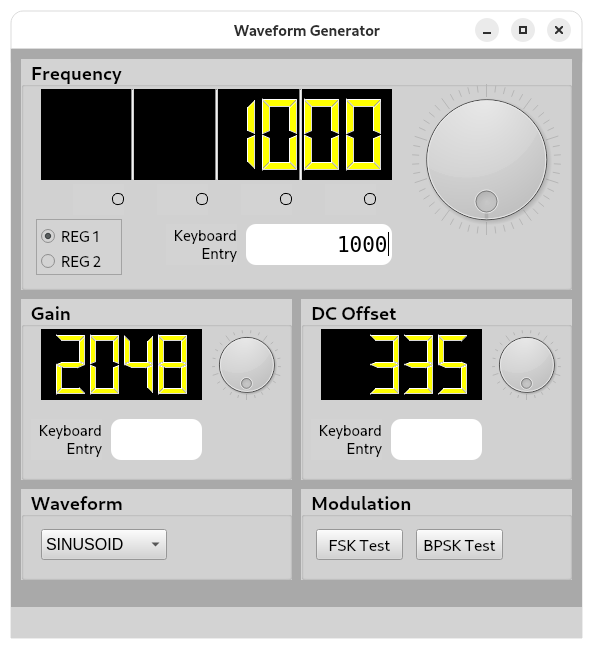 Waveform Generator
Frequency
1000
REG 1
REG 2
Keyboard
Entry
1000
Gain
2048
Keyboard
Entry
DC Offset
335
Keyboard
Entry
Waveform
SINUSOID
Modulation
FSK Test
BPSK Test